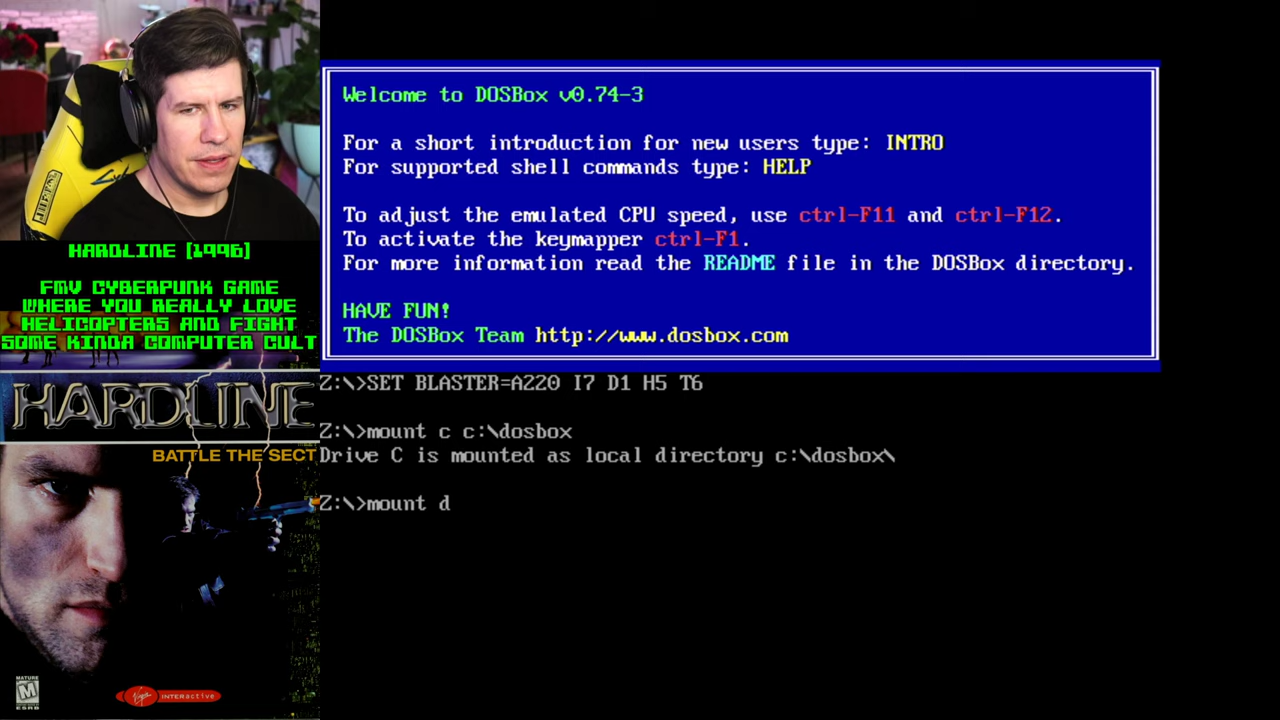 Welcome to DOSBox v0.74-3
For a short introduction for new users type: INTRO
For supported shell commands type: HELP
To adjust the emulated CPU speed, use ctrl-F11 and ctrl-F12.
To activate the keymapper ctrl-F1.
For more information read the README file in the DOSBox directory.
HAVE FUN!
The DOSBox Team http://www.dosbox.com
Z:\>SET BLASTER=A220 I7 D1 H5 T6
Z:\>mount c c:\dosbox
Drive C is mounted as local directory c:\dosbox\
Z:\>mount d
HARDLINE [1996]
FMV CYBERPUNK GAME
WHERE YOU REALLY LOVE
HELICOPTERS AND FIGHT
SOME KINDA COMPUTER CULT
HARDLINE
BATTLE THE SECT
MATURE
M
ESRB
Virgin INTERactive